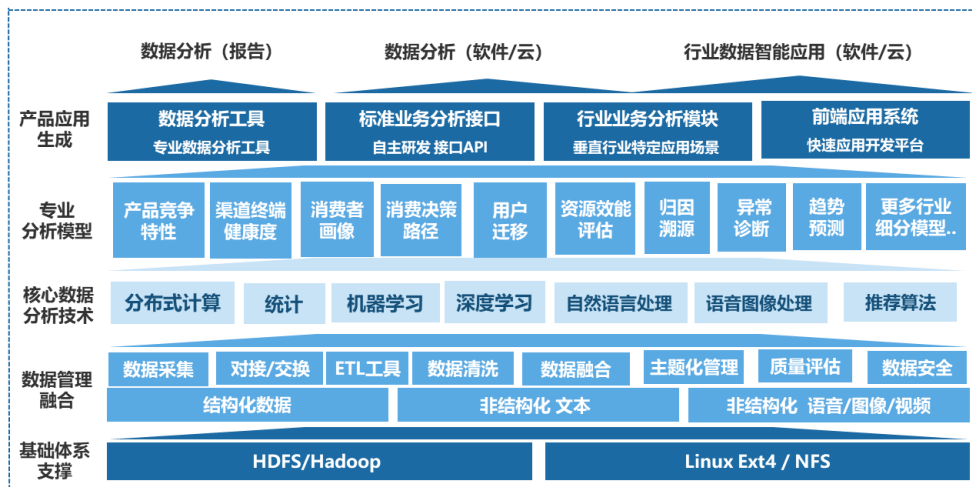 数据分析（报告）
数据分析（软件/云）
行业数据智能应用（软件/云）
产品应用
生成
数据分析工具
专业数据分析工具
标准业务分析接口
自主研发 接口API
行业业务分析模块
垂直行业特定应用场景
前端应用系统
快速应用开发平台
专业
分析模型
产品竞争
特性
渠道终端
健康度
消费者
画像
消费决策
路径
用户
迁移
资源效能
评估
归因
溯源
异常
诊断
趋势
预测
更多行业
细分模型..
核心数据
分析技术
分布式计算
统计
机器学习
深度学习
自然语言处理
语音图像处理
推荐算法
数据管理
融合
数据采集
对接/交换
ETL工具
数据清洗
数据融合
主题化管理
质量评估
数据安全
结构化数据
非结构化 文本
非结构化 语音/图像/视频
基础体系
支撑
HDFS/Hadoop
Linux Ext4 / NFS